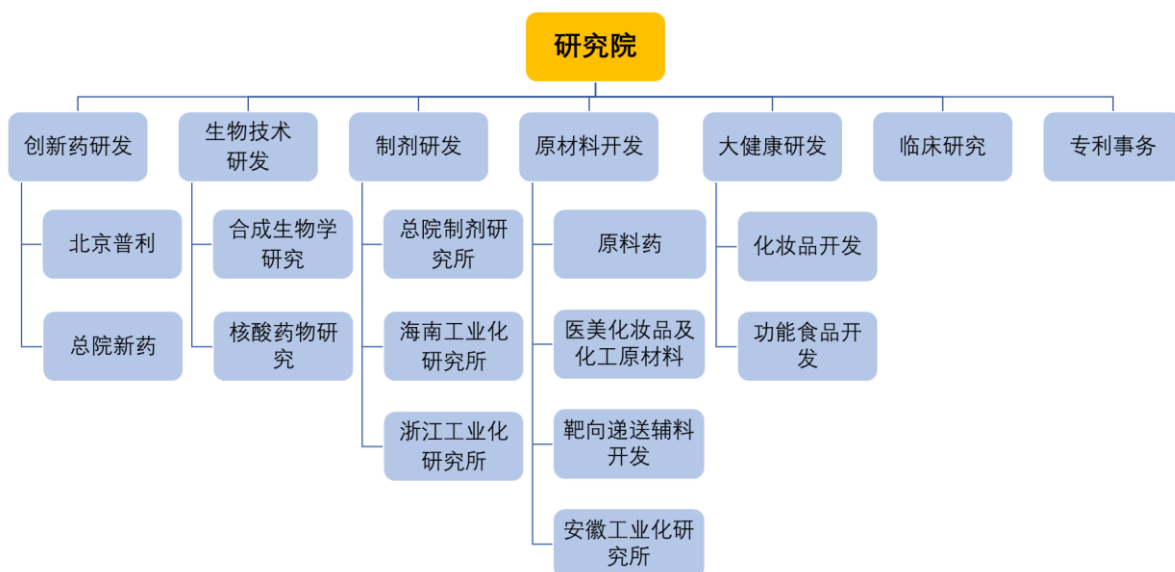 研究院
创新药研发
生物技术
研发
制剂研发
原材料开发
大健康研发
临床研究
专利事务
北京普利
合成生物学
研究
总院制剂研
究所
原料药
化妆品开发
总院新药
核酸药物研
究
海南工业化
研究所
医美化妆品及
化工原材料
功能食品开
发
浙江工业化
研究所
靶向递送辅料
开发
安徽工业化研
究所